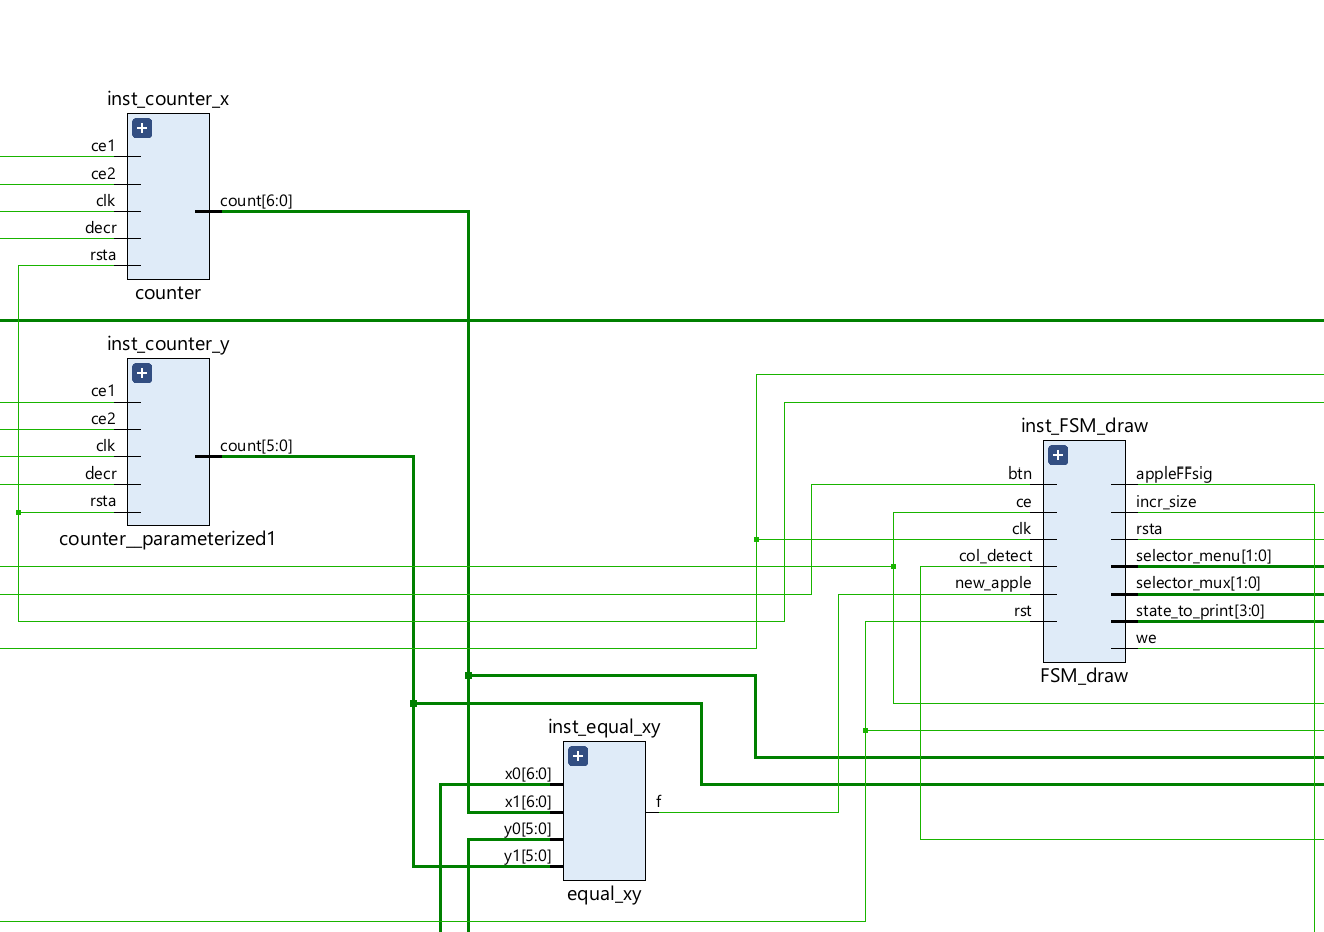 inst_counter_x
ce1
ce2
clk
decr
rsta
count[6:0]
counter
inst_counter_y
ce1
ce2
clk
decr
rsta
count[5:0]
counter__parameterized1
inst_FSM_draw
btn
ce
clk
col_detect
new_apple
rst
appleFFsig
incr_size
rsta
selector_menu[1:0]
selector_mux[1:0]
state_to_print[3:0]
we
FSM_draw
inst_equal_xy
x0[6:0]
x1[6:0]
y0[5:0]
y1[5:0]
f
equal_xy